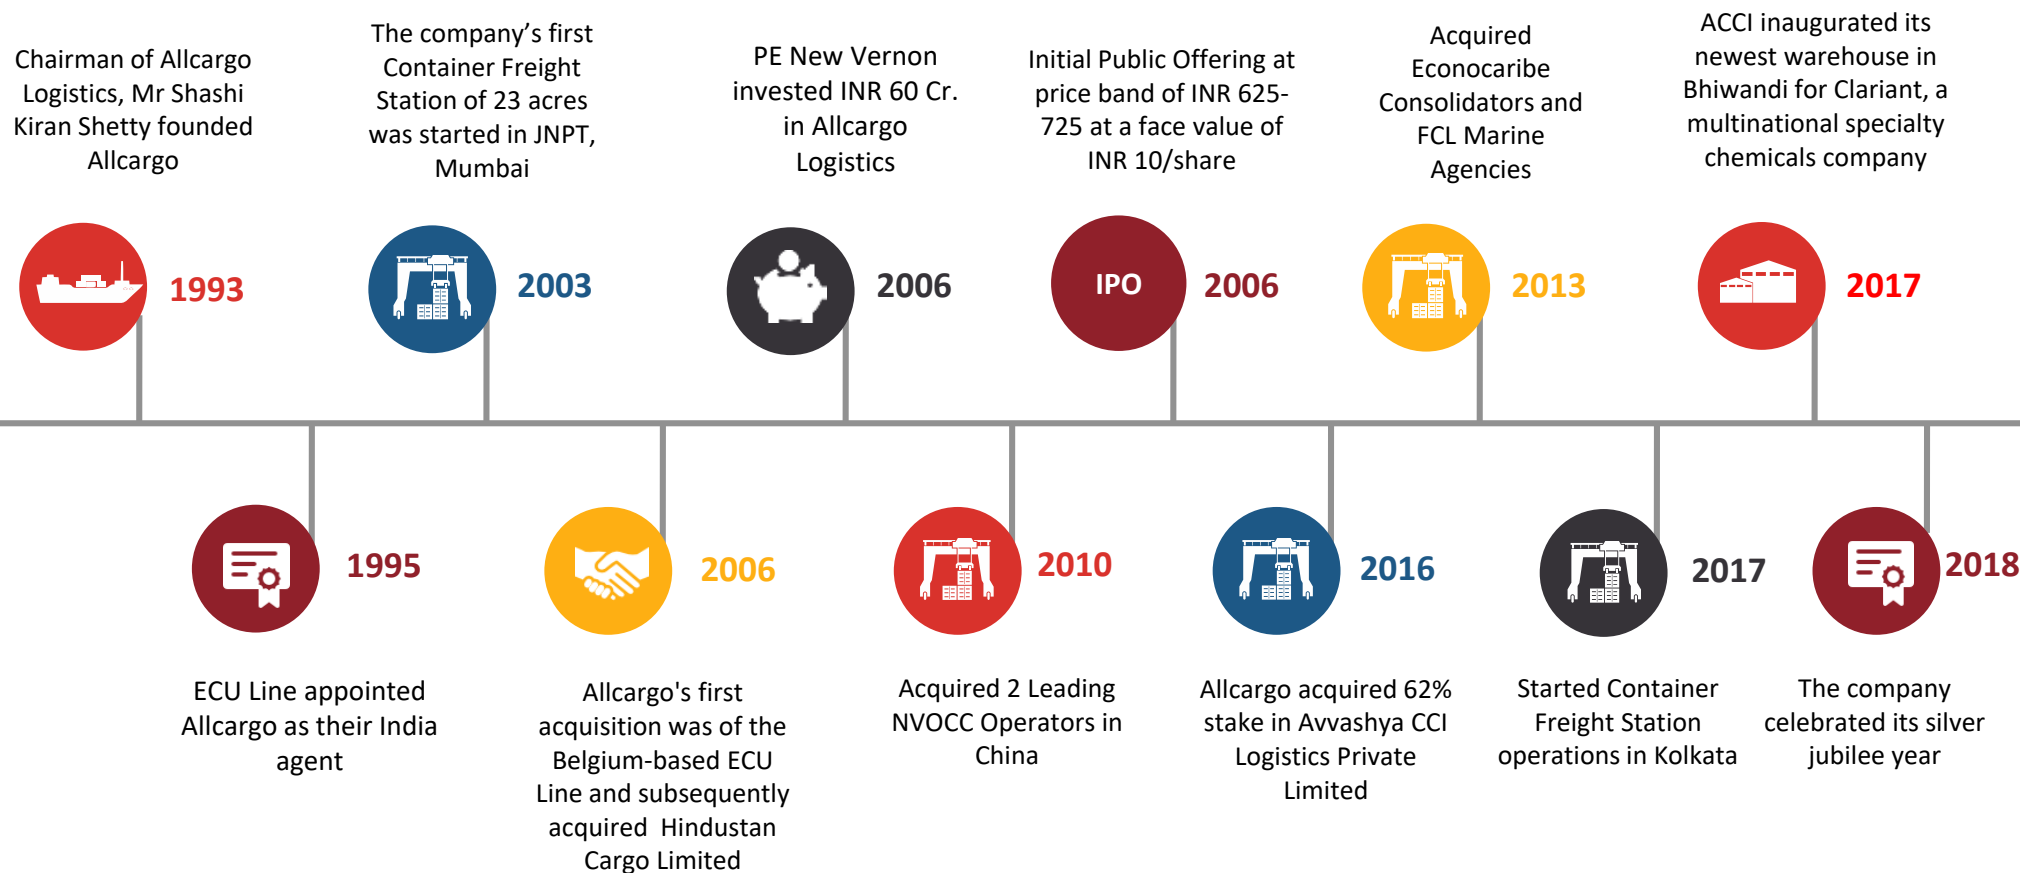 Chairman of Allcargo
Logistics, Mr Shashi
Kiran Shetty founded
Allcargo
1993
The company’s first
Container Freight
Station of 23 acres
was started in JNPT,
Mumbai
2003
PE New Vernon
invested INR 60 Cr.
in Allcargo
Logistics
2006
Initial Public Offering at
price band of INR 625-
725 at a face value of
INR 10/share
IPO
2006
Acquired
Econocaribe
Consolidators and
FCL Marine
Agencies
2013
ACCI inaugurated its
newest warehouse in
Bhiwandi for Clariant, a
multinational specialty
chemicals company
2017
1995
ECU Line appointed
Allcargo as their India
agent
2006
Allcargo's first
acquisition was of the
Belgium-based ECU
Line and subsequently
acquired  Hindustan
Cargo Limited
2010
Acquired 2 Leading
NVOCC Operators in
China
2016
Allcargo acquired 62%
stake in Avvashya CCI
Logistics Private
Limited
2017
Started Container
Freight Station
operations in Kolkata
2018
The company
celebrated its silver
jubilee year